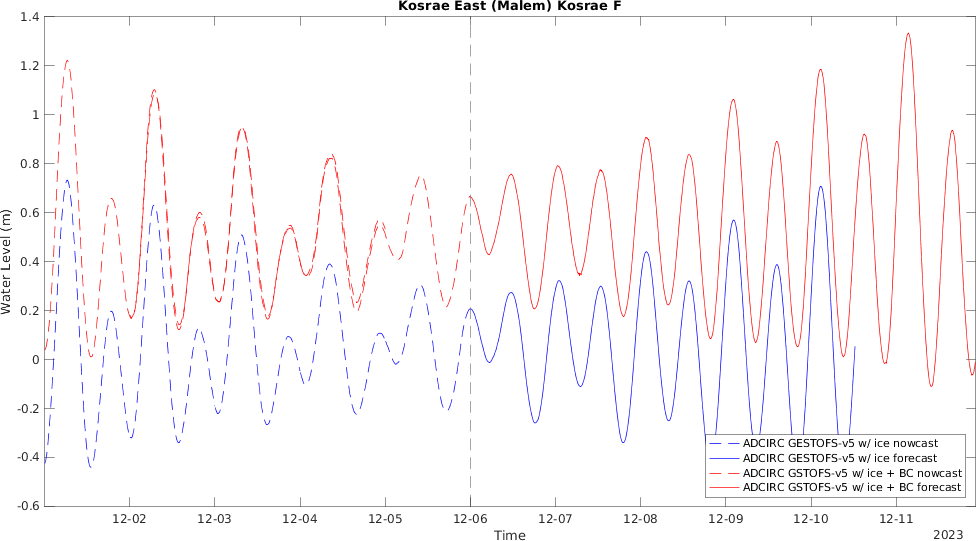 Kosrae East (Malem) Kosrae F
1.4
1.2
1
0.8
0.6
0.4
0.2
0
-0.2
-0.4
-0.6
Water Level (m)
ADCIRC GESTOFS-v5 w/ ice nowcast
ADCIRC GESTOFS-v5 w/ ice forecast
ADCIRC GSTOFS-v5 w/ ice + BC nowcast
ADCIRC GSTOFS-v5 w/ ice + BC forecast
12-02 12-03 12-04 12-05 12-06 12-07 12-08 12-09 12-10 12-11
Time
2023